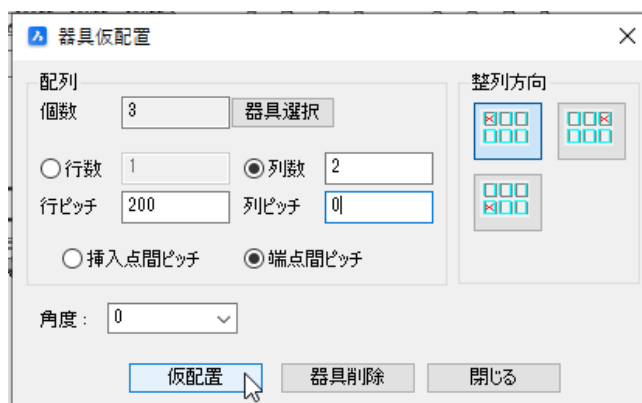 器具仮配置
配列
個数 3 器具選択
行数 1 列数 2
行ピッチ 200 列ピッチ 0
挿入点間ピッチ 端点間ピッチ
整列方向
角度： 0
仮配置 器具削除 閉じる